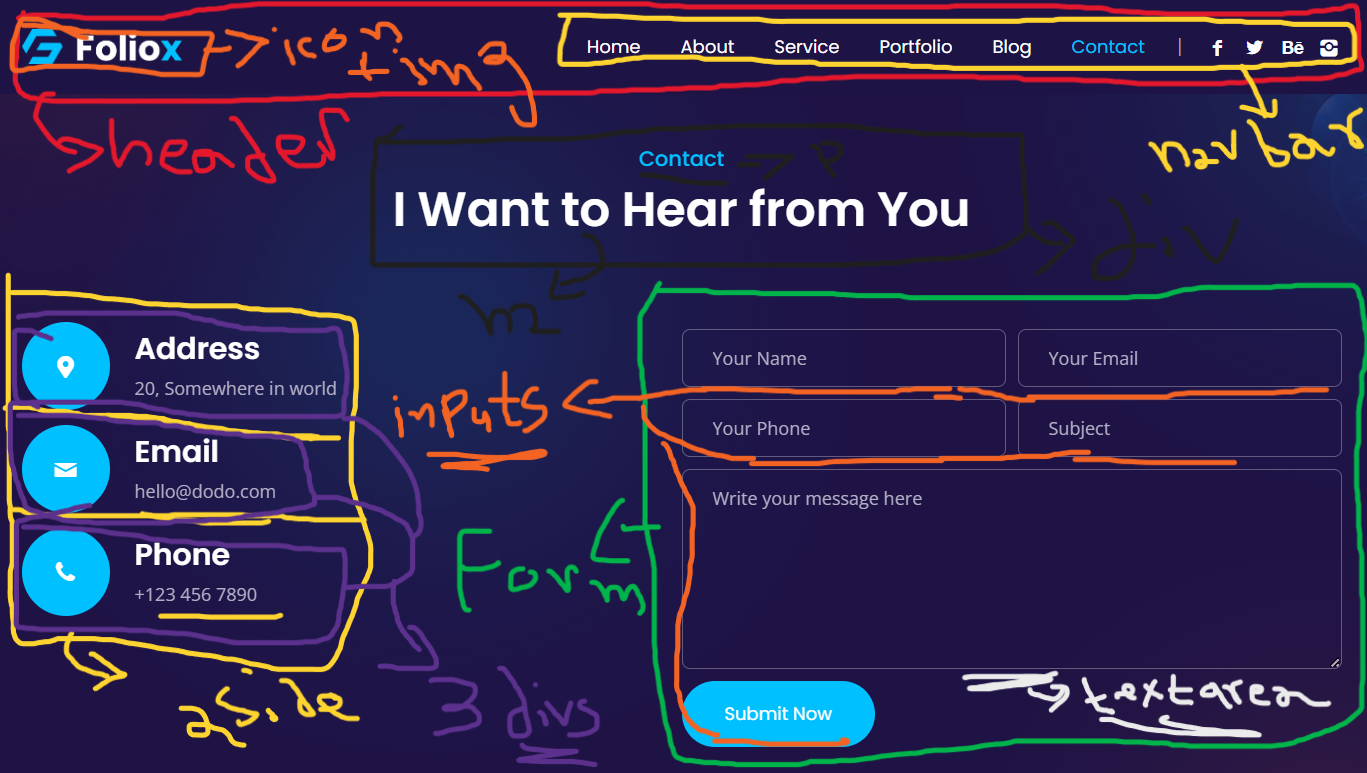 Foliox → icon
+ img
Home About Service Portfolio Blog Contact | Bē
header
navbar
Contact → P
I Want to Hear from You
div
Address
20, Somewhere in world
Email
hello@dodo.com
Phone
+123 456 7890
aside
3 divs
inputs
Form
Your Name Your Email
Your Phone Subject
Write your message here
textarea
Submit Now